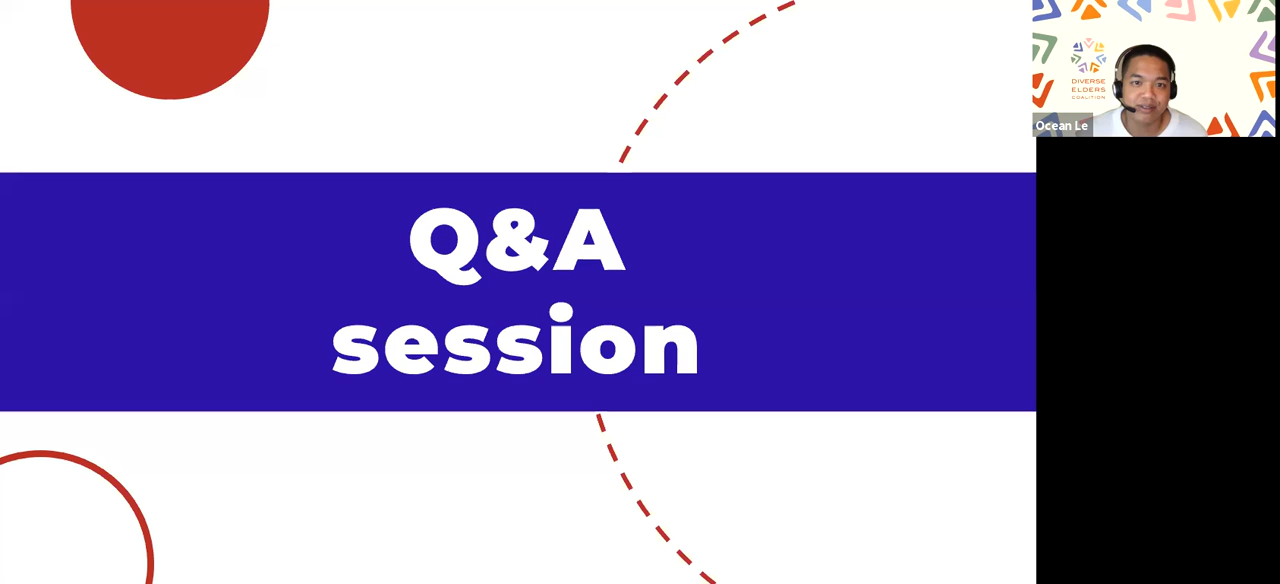 Q&A
session
DIVERSE
ELDERS
COALITION
Ocean Le